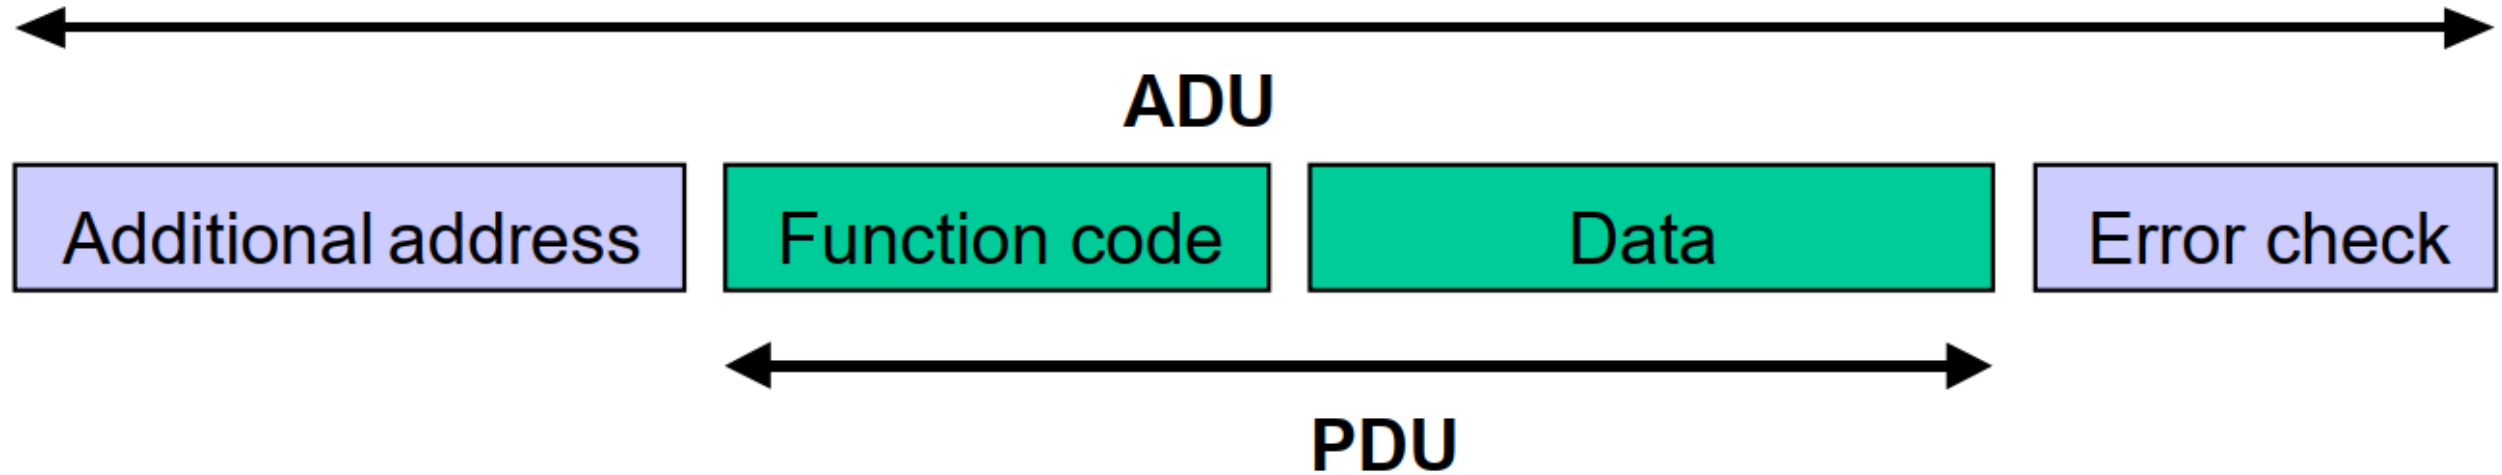 ADU
Additional address
Function code
Data
Error check
PDU